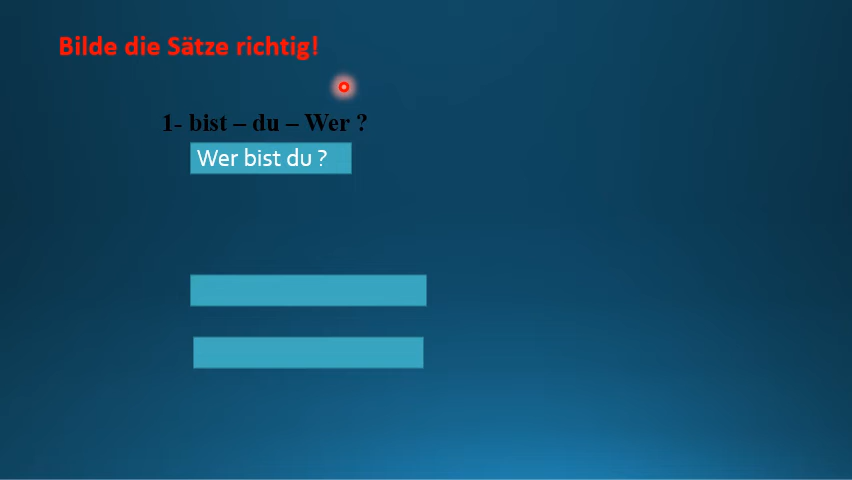 Bilde die Sätze richtig!
1- bist – du – Wer ?
Wer bist du ?